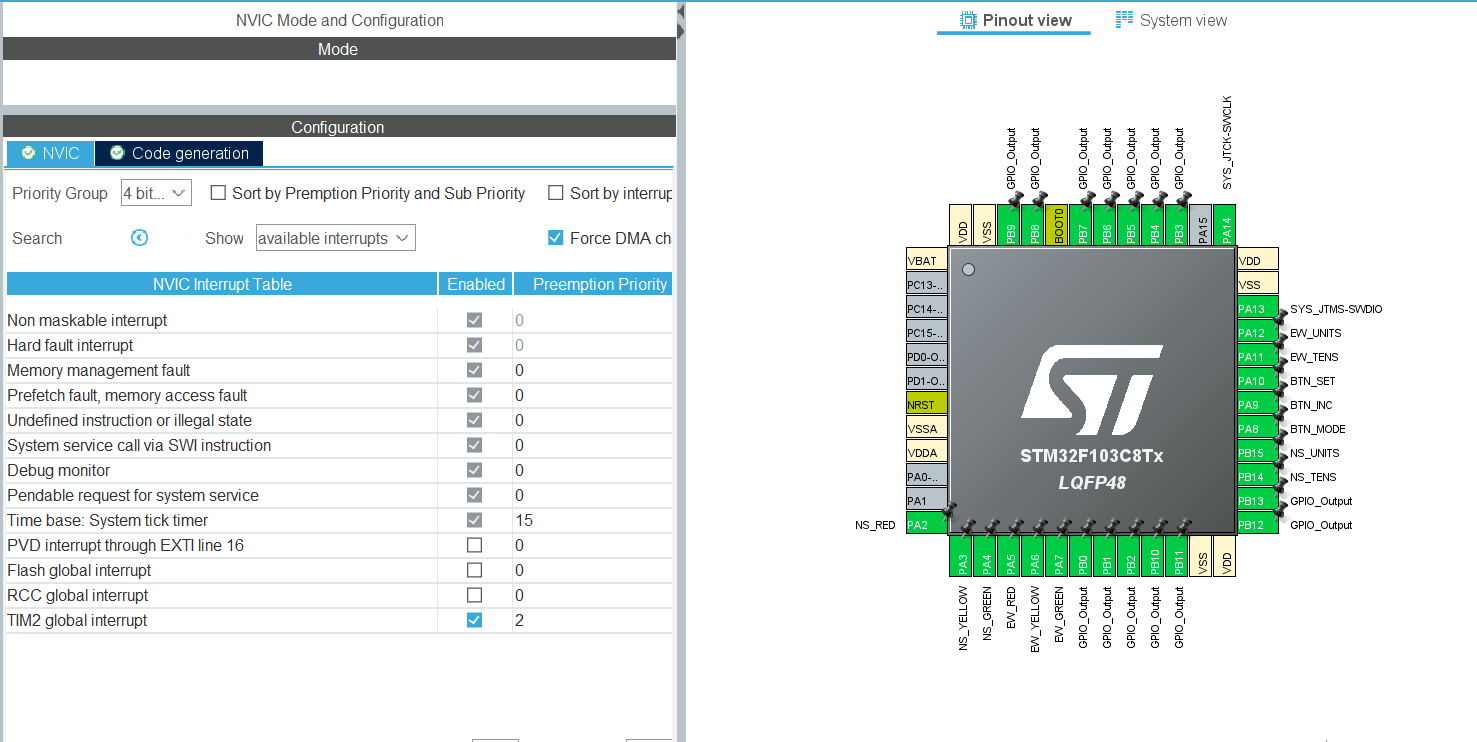 NVIC Mode and Configuration
Mode
Configuration
NVIC Code generation
Priority Group 4 bit... Sort by Premption Priority and Sub Priority Sort by interrup
Search Show available interrupts Force DMA ch
NVIC Interrupt Table Enabled Preemption Priority
Non maskable interrupt 0
Hard fault interrupt 0
Memory management fault 0
Prefetch fault, memory access fault 0
Undefined instruction or illegal state 0
System service call via SWI instruction 0
Debug monitor 0
Pendable request for system service 0
Time base: System tick timer 15
PVD interrupt through EXTI line 16 0
Flash global interrupt 0
RCC global interrupt 0
TIM2 global interrupt 2
Pinout view System view
GPIO_Output
GPIO_Output
GPIO_Output
GPIO_Output
GPIO_Output
GPIO_Output
GPIO_Output
SYS_JTCK-SWCLK
VDD
VSS
PB9
PB8
BOOT0
PB7
PB6
PB5
PB4
PB3
PA15
PA14
VBAT
PC13-..
PC14-..
PC15-..
PD0-O..
PD1-O..
NRST
VSSA
VDDA
PA0-..
PA1
NS_RED PA2
STM32F103C8Tx
LQFP48
VDD
VSS
PA13 SYS_JTMS-SWDIO
PA12 EW_UNITS
PA11 EW_TENS
PA10 BTN_SET
PA9 BTN_INC
PA8 BTN_MODE
PB15 NS_UNITS
PB14 NS_TENS
PB13 GPIO_Output
PB12 GPIO_Output
PA3
PA4
PA5
PA6
PA7
PB0
PB1
PB2
PB10
PB11
VSS
VDD
NS_YELLOW
NS_GREEN
EW_RED
EW_YELLOW
EW_GREEN
GPIO_Output
GPIO_Output
GPIO_Output
GPIO_Output
GPIO_Output